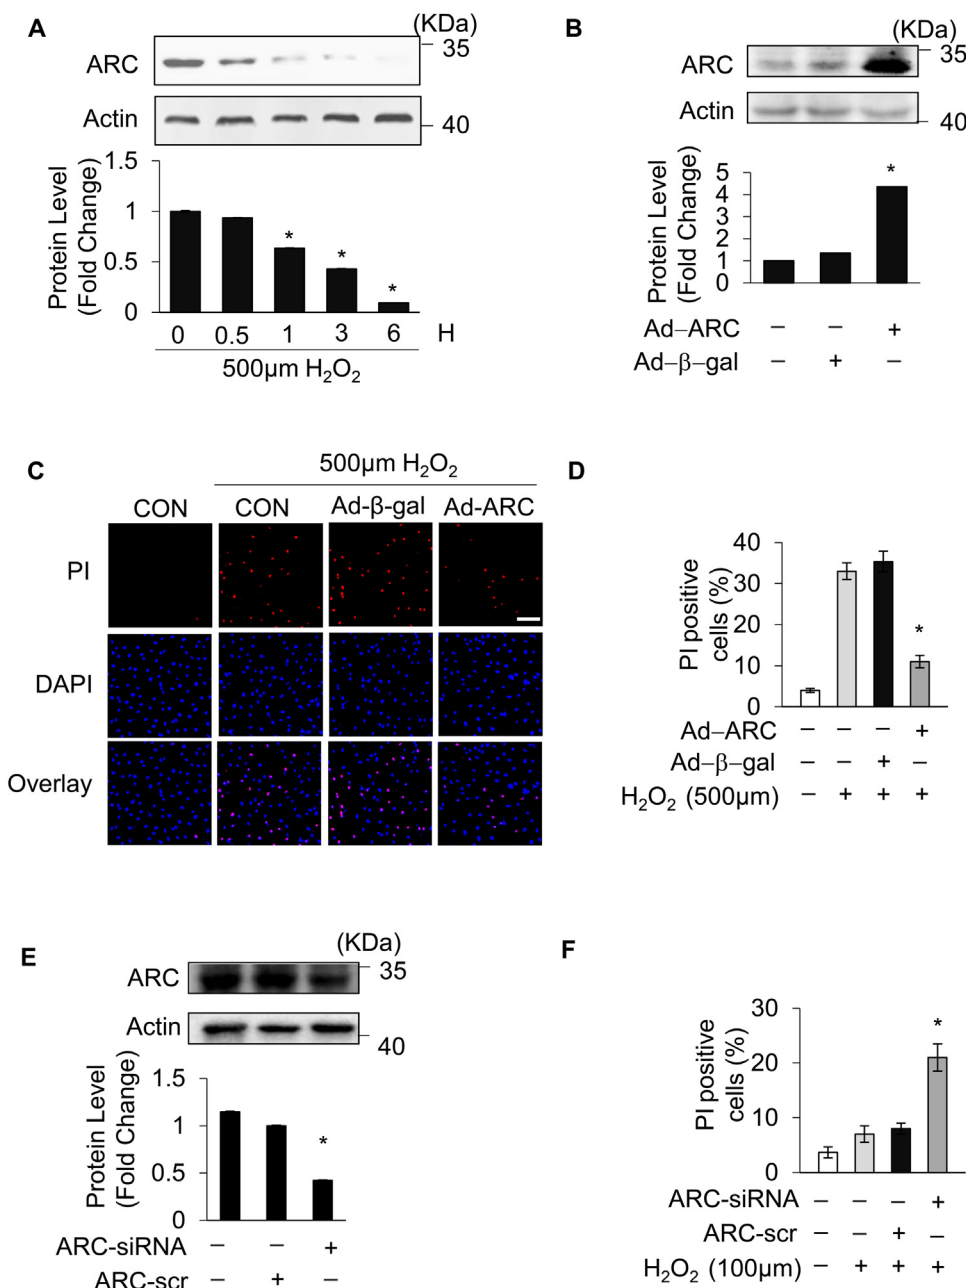 A
(KDa)
ARC
35
Actin
40
Protein Level
(Fold Change)
1.5
1
0.5
0
*
*
*
0 0.5 1 3 6 H
500µm H₂O₂
B
(KDa)
ARC
35
Actin
40
Protein Level
(Fold Change)
5
4
3
2
1
0
*
Ad–ARC − − +
Ad–β–gal − + −
C
500µm H₂O₂
CON CON Ad-β-gal Ad-ARC
PI
DAPI
Overlay
D
PI positive
cells (%)
40
30
20
10
0
*
Ad–ARC − − − +
Ad–β–gal − − + −
H₂O₂ (500µm) − + + +
E
(KDa)
ARC
35
Actin
40
Protein Level
(Fold Change)
1.5
1
0.5
0
*
ARC-siRNA − − +
ARC-scr − + −
F
PI positive
cells (%)
30
20
10
0
*
ARC-siRNA − − − +
ARC-scr − − + −
H₂O₂ (100µm) − + + +